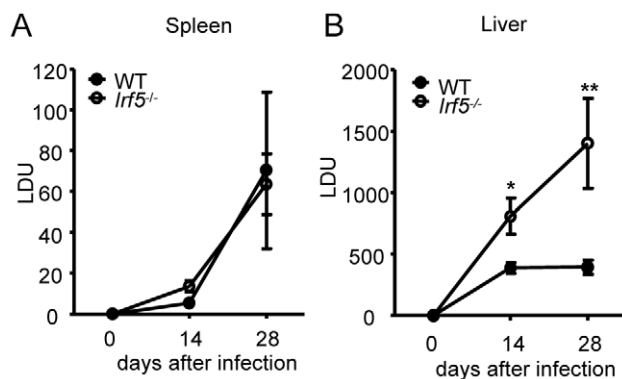 A
Spleen
WT
Irf5-/-
LDU
120
100
80
60
40
20
0
0 14 28
days after infection
B
Liver
WT
Irf5-/-
LDU
2000
1500
1000
500
0
*
**
0 14 28
days after infection